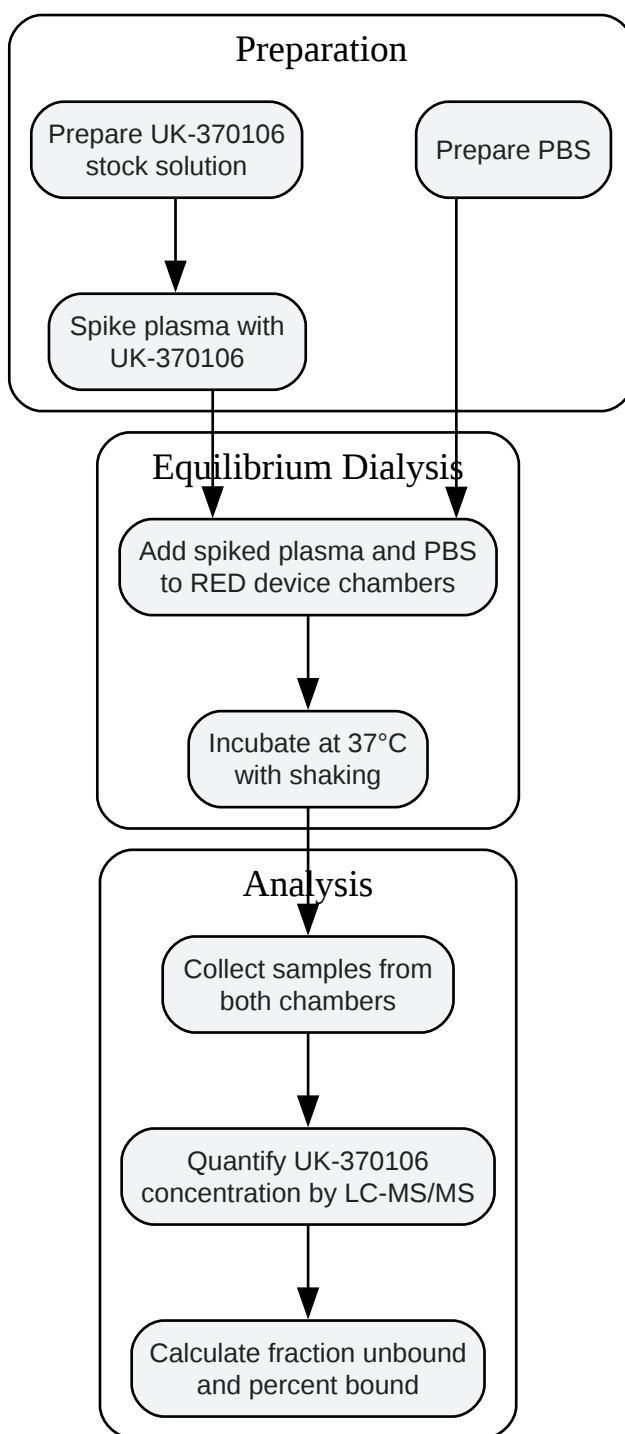 Preparation
Prepare UK-370106
stock solution
Prepare PBS
Spike plasma with
UK-370106
Equilibrium Dialysis
Add spiked plasma and PBS
to RED device chambers
Incubate at 37°C
with shaking
Analysis
Collect samples from
both chambers
Quantify UK-370106
concentration by LC-MS/MS
Calculate fraction unbound
and percent bound